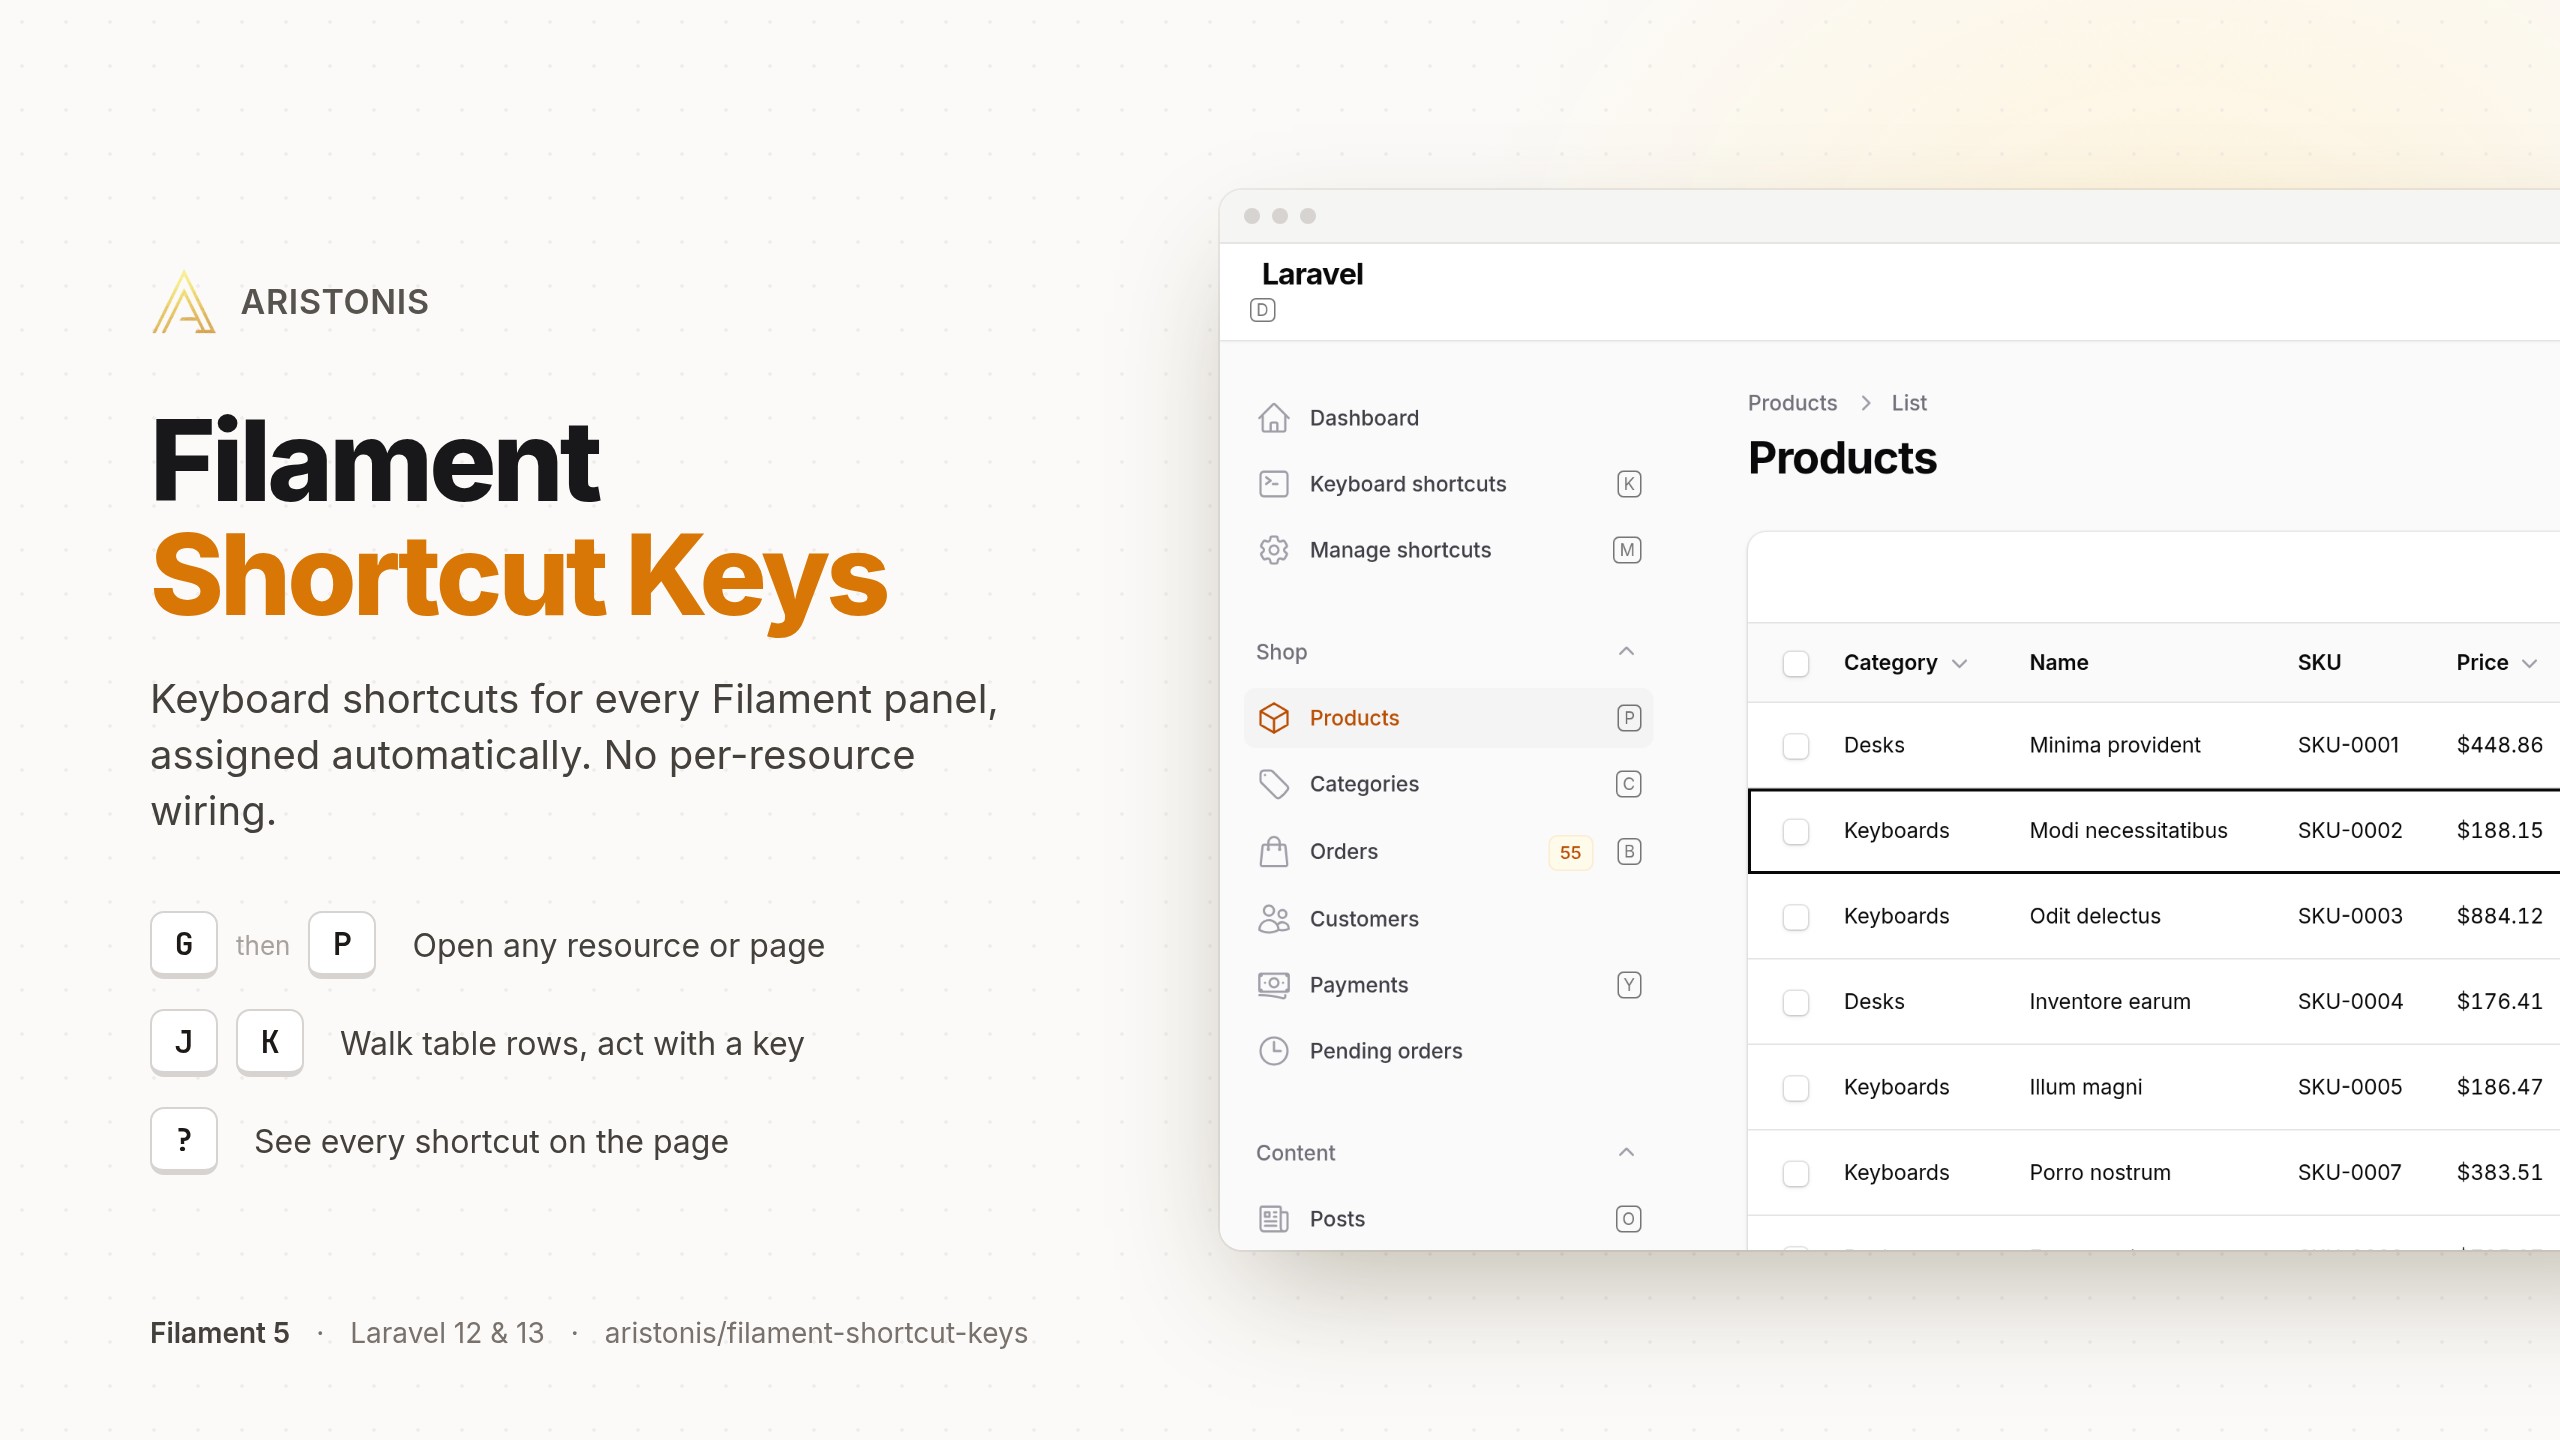 ARISTONIS
Filament
Shortcut Keys
Keyboard shortcuts for every Filament panel,
assigned automatically. No per-resource
wiring.
G then P Open any resource or page
J K Walk table rows, act with a key
? See every shortcut on the page
Filament 5 · Laravel 12 & 13 · aristonis/filament-shortcut-keys
Laravel
D
Dashboard
Keyboard shortcuts K
Manage shortcuts M
Shop
Products P
Categories C
Orders 55 B
Customers
Payments Y
Pending orders
Content
Posts O
Products > List
Products
Category Name SKU Price
Desks Minima provident SKU-0001 $448.86
Keyboards Modi necessitatibus SKU-0002 $188.15
Keyboards Odit delectus SKU-0003 $884.12
Desks Inventore earum SKU-0004 $176.41
Keyboards Illum magni SKU-0005 $186.47
Keyboards Porro nostrum SKU-0007 $383.51